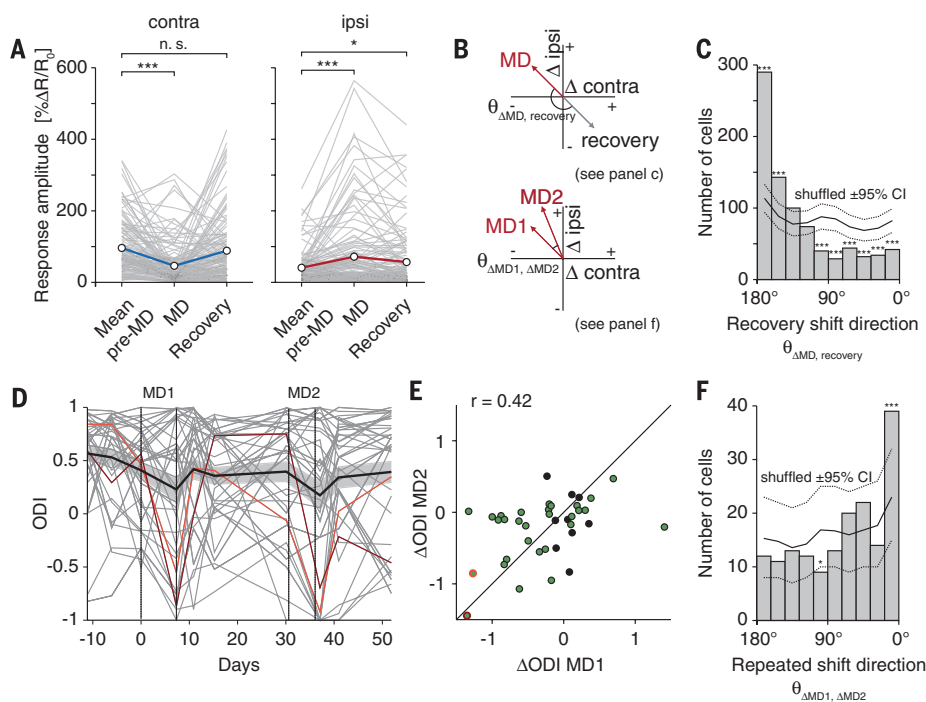 A
contra
ipsi
n. s.
*
***
***
Response amplitude [%ΔR/R0]
600
400
200
0
Mean pre-MD
MD
Recovery
Mean pre-MD
MD
Recovery
B
MD
Δ ipsi
+
Δ contra
-
+
θΔMD, recovery
recovery
-
(see panel c)
MD2
MD1
+
Δ ipsi
-
+
θΔMD1, ΔMD2
Δ contra
-
(see panel f)
C
Number of cells
300
200
100
0
***
***
shuffled ±95% CI
***
***
***
***
***
***
180°
90°
0°
Recovery shift direction
θΔMD, recovery
D
MD1
MD2
ODI
1
0.5
0
-0.5
-1
-10
0
10
20
30
40
50
Days
E
r = 0.42
ΔODI MD2
1
0
-1
-1
0
1
ΔODI MD1
F
Number of cells
40
30
20
10
0
***
shuffled ±95% CI
*
180°
90°
0°
Repeated shift direction
θΔMD1, ΔMD2